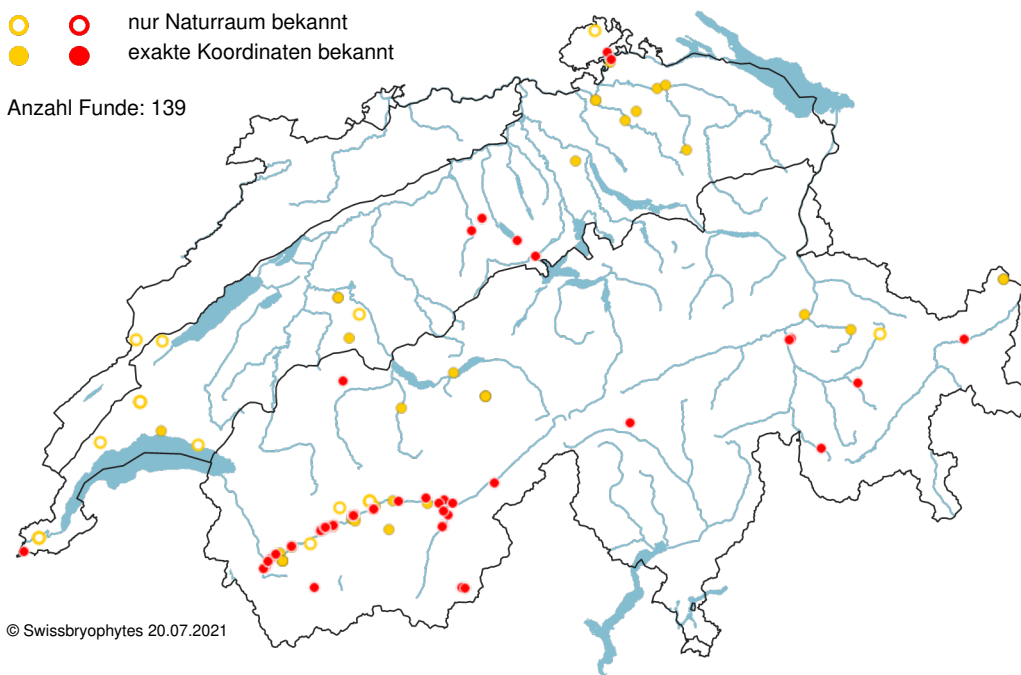 nur Naturraum bekannt
exakte Koordinaten bekannt
Anzahl Funde: 139
© Swissbryophytes 20.07.2021